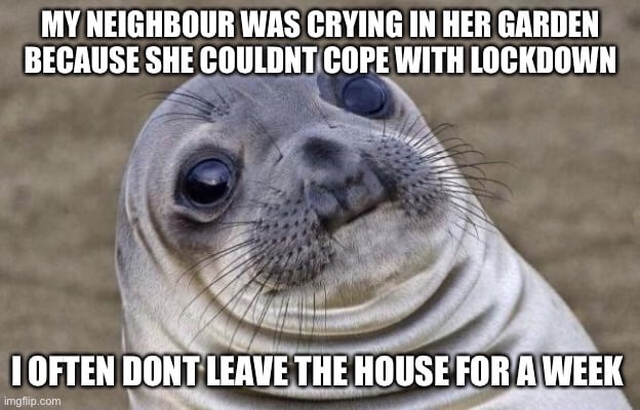 MY NEIGHBOUR WAS CRYING IN HER GARDEN
BECAUSE SHE COULDNT COPE WITH LOCKDOWN
I OFTEN DONT LEAVE THE HOUSE FOR A WEEK
imgflip.com